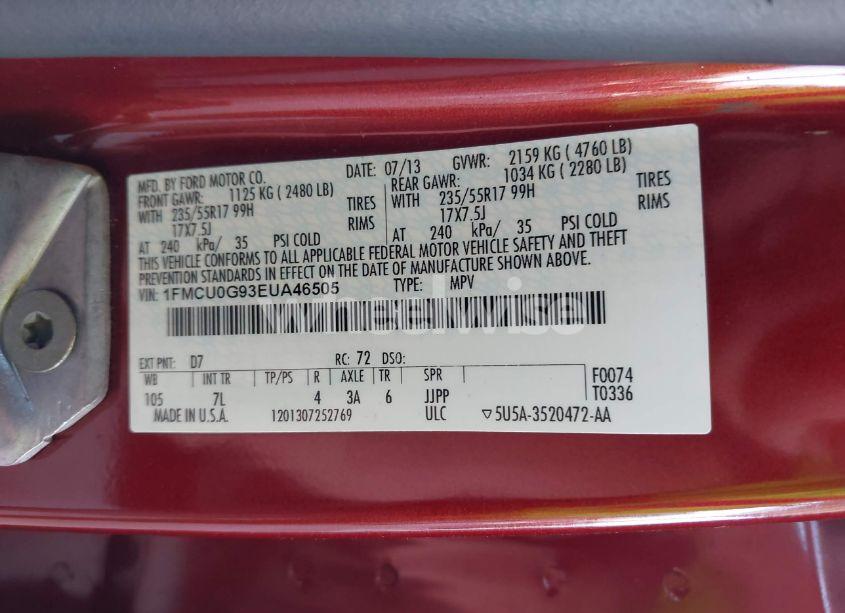 MFD. BY FORD MOTOR CO. DATE: 07/13 GVWR: 2159 KG ( 4760 LB)
FRONT GAWR: 1125 KG ( 2480 LB) REAR GAWR: 1034 KG ( 2280 LB)
WITH 235/55R17 99H TIRES WITH 235/55R17 99H TIRES
17X7.5J RIMS 17X7.5J RIMS
AT 240 kPa/ 35 PSI COLD AT 240 kPa/ 35 PSI COLD
THIS VEHICLE CONFORMS TO ALL APPLICABLE FEDERAL MOTOR VEHICLE SAFETY AND THEFT
PREVENTION STANDARDS IN EFFECT ON THE DATE OF MANUFACTURE SHOWN ABOVE.
VIN: 1FMCU0G93EUA46505 TYPE: MPV
wheelwise
EXT PNT: D7 RC: 72 DSO: F0074
WB INT TR TP/PS R AXLE TR SPR T0336
105 7L 4 3A 6 JJPP
MADE IN U.S.A. 1201307252769 ULC ▽5U5A-3520472-AA